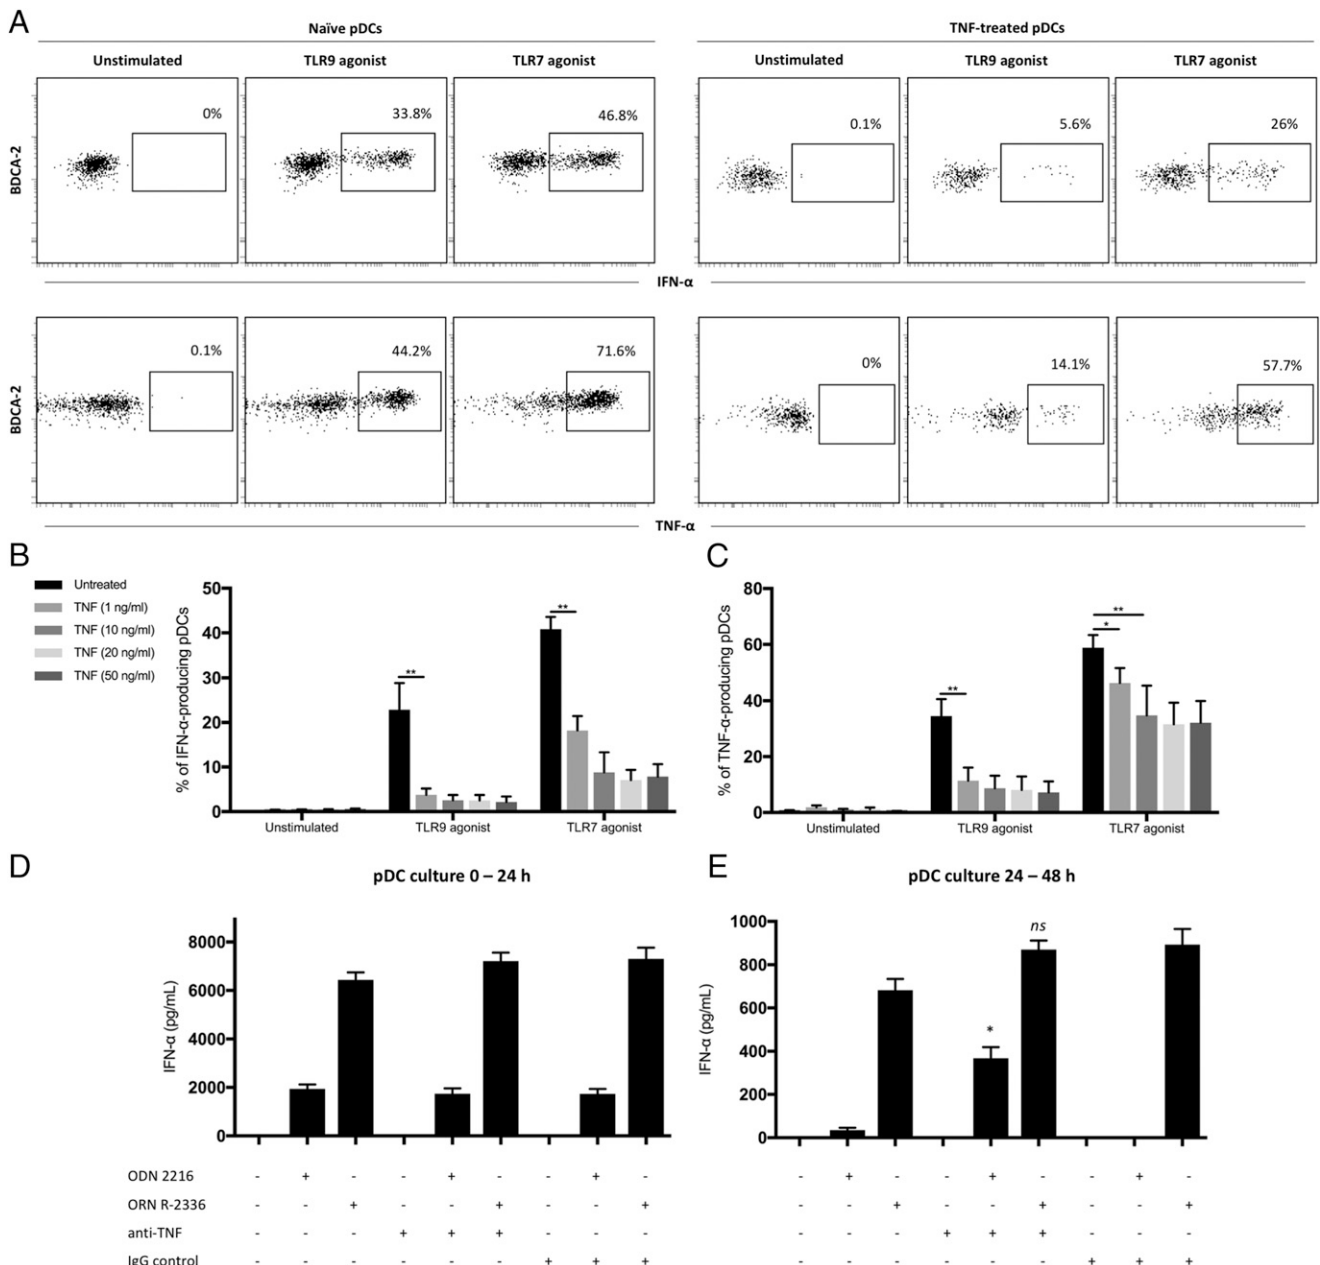 A
Naïve pDCs
TNF-treated pDCs
Unstimulated
TLR9 agonist
TLR7 agonist
Unstimulated
TLR9 agonist
TLR7 agonist
BDCA-2
0%
33.8%
46.8%
0.1%
5.6%
26%
IFN-α
BDCA-2
0.1%
44.2%
71.6%
0%
14.1%
57.7%
TNF-α
B
Untreated
TNF (1 ng/ml)
TNF (10 ng/ml)
TNF (20 ng/ml)
TNF (50 ng/ml)
% of IFN-α-producing pDCs
50
40
30
20
10
0
**
**
Unstimulated
TLR9 agonist
TLR7 agonist
C
% of TNF-α-producing pDCs
80
60
40
20
0
**
**
*
Unstimulated
TLR9 agonist
TLR7 agonist
D
pDC culture 0 – 24 h
IFN-α (pg/mL)
8000
6000
4000
2000
0
E
pDC culture 24 – 48 h
IFN-α (pg/mL)
1000
800
600
400
200
0
*
ns
ODN 2216 - + - - + - - + - - + - - + - - + -
ORN R-2336 - - + - - + - - + - - + - - + - - +
anti-TNF - - - + + + - - - - - - + + + - - -
IgG control - - - - - - + + + - - - - - - + + +